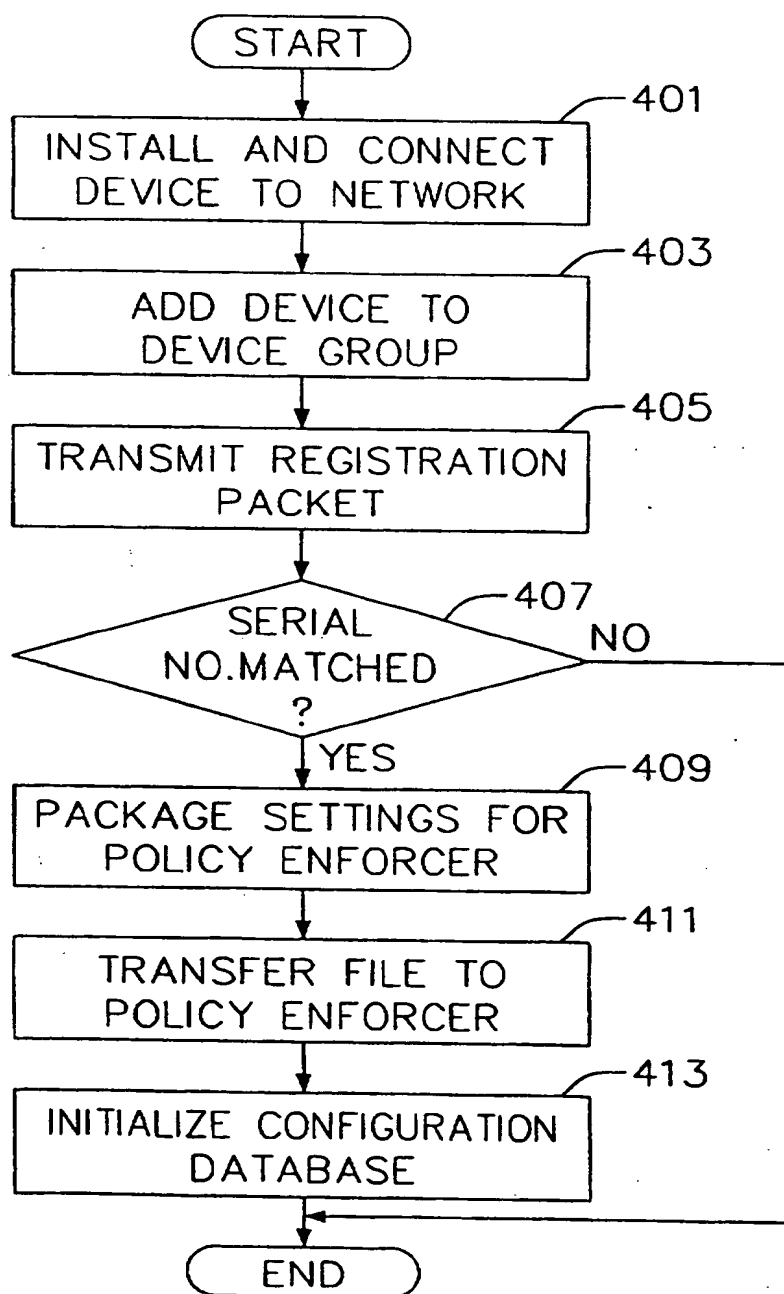 START
401
INSTALL AND CONNECT
DEVICE TO NETWORK
403
ADD DEVICE TO
DEVICE GROUP
405
TRANSMIT REGISTRATION
PACKET
407
SERIAL
NO.MATCHED
?
NO
YES
409
PACKAGE SETTINGS FOR
POLICY ENFORCER
411
TRANSFER FILE TO
POLICY ENFORCER
413
INITIALIZE CONFIGURATION
DATABASE
END